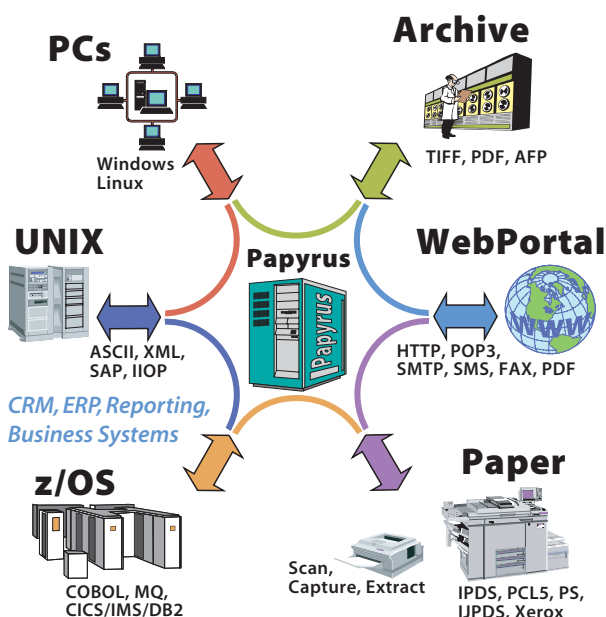 PCs
Archive
Windows
Linux
TIFF, PDF, AFP
UNIX
Papyrus
WebPortal
Papyrus
WWW
ASCII, XML,
SAP, IIOP
HTTP, POP3,
SMTP, SMS, FAX, PDF
CRM, ERP, Reporting,
Business Systems
z/OS
Paper
Scan,
Capture, Extract
COBOL, MQ,
CICS/IMS/DB2
IPDS, PCL5, PS,
IJPDS, Xerox